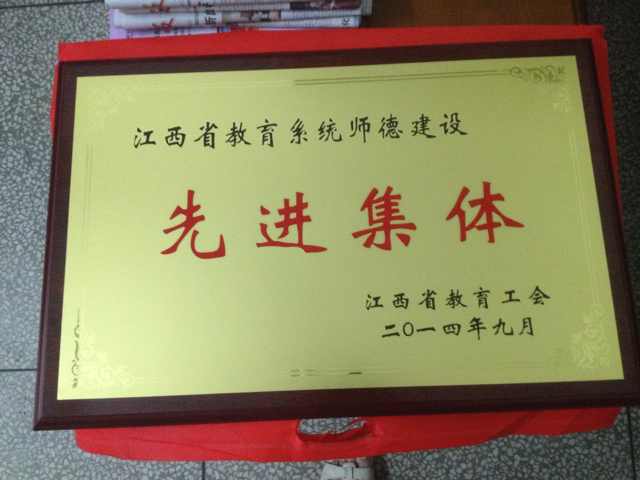 江西省教育系统师德建设
先进集体
江西省教育工会
二〇一四年九月